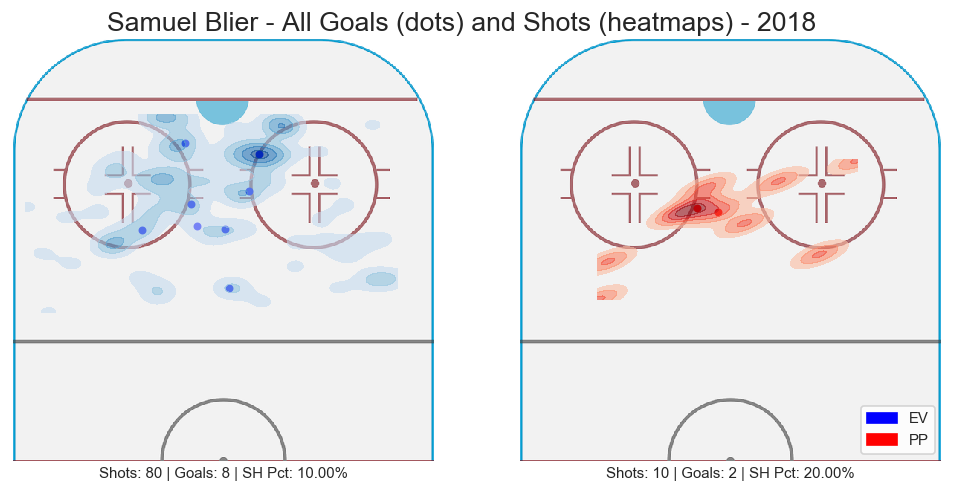 Samuel Blier - All Goals (dots) and Shots (heatmaps) - 2018
EV
PP
Shots: 80 | Goals: 8 | SH Pct: 10.00%
Shots: 10 | Goals: 2 | SH Pct: 20.00%